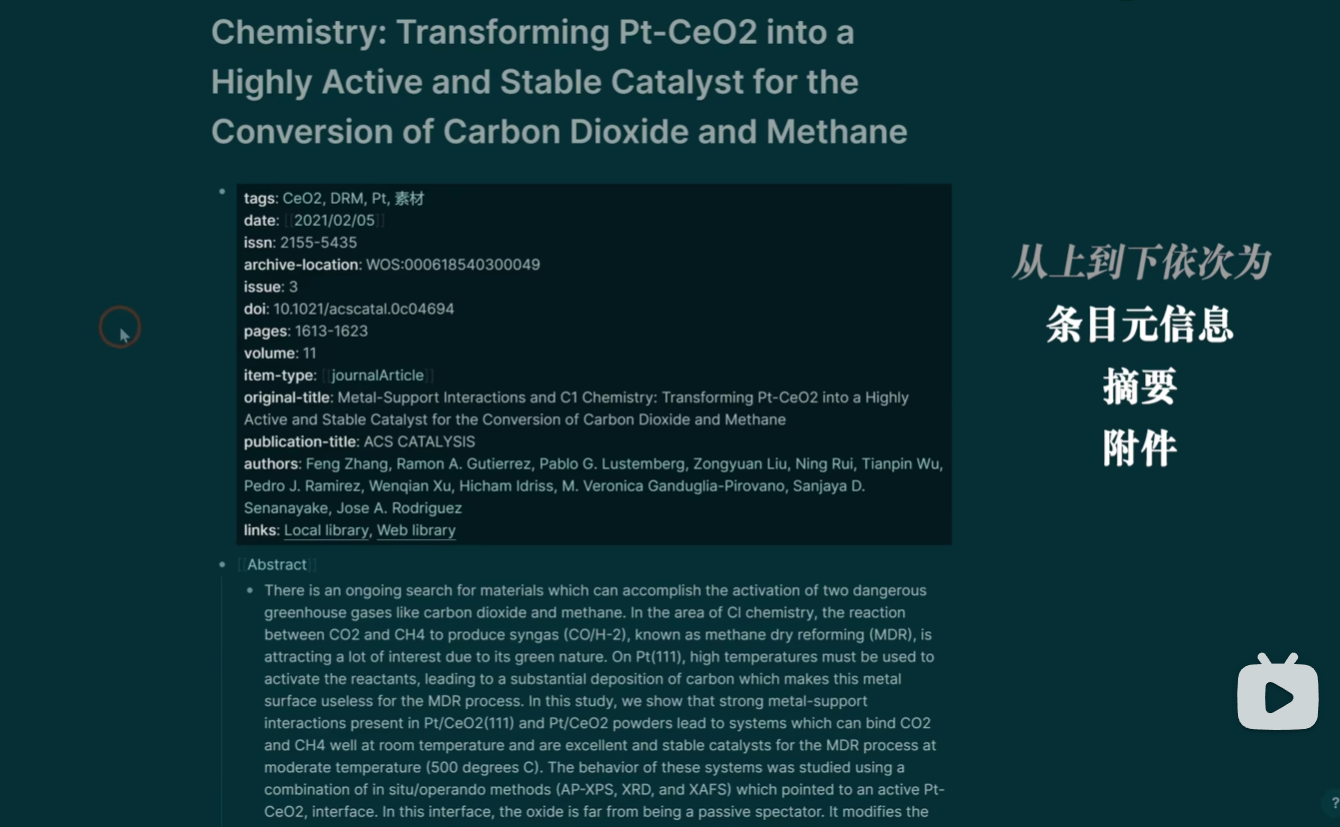 Chemistry: Transforming Pt-CeO2 into a
Highly Active and Stable Catalyst for the
Conversion of Carbon Dioxide and Methane
tags: CeO2, DRM, Pt, 素材
date: [[2021/02/05]]
issn: 2155-5435
archive-location: WOS:000618540300049
issue: 3
doi: 10.1021/acscatal.0c04694
pages: 1613-1623
volume: 11
item-type: [[journalArticle]]
original-title: Metal-Support Interactions and C1 Chemistry: Transforming Pt-CeO2 into a Highly
Active and Stable Catalyst for the Conversion of Carbon Dioxide and Methane
publication-title: ACS CATALYSIS
authors: Feng Zhang, Ramon A. Gutierrez, Pablo G. Lustemberg, Zongyuan Liu, Ning Rui, Tianpin Wu,
Pedro J. Ramirez, Wenqian Xu, Hicham Idriss, M. Veronica Ganduglia-Pirovano, Sanjaya D.
Senanayake, Jose A. Rodriguez
links: Local library, Web library
[[Abstract]]
There is an ongoing search for materials which can accomplish the activation of two dangerous
greenhouse gases like carbon dioxide and methane. In the area of Cl chemistry, the reaction
between CO2 and CH4 to produce syngas (CO/H-2), known as methane dry reforming (MDR), is
attracting a lot of interest due to its green nature. On Pt(111), high temperatures must be used to
activate the reactants, leading to a substantial deposition of carbon which makes this metal
surface useless for the MDR process. In this study, we show that strong metal-support
interactions present in Pt/CeO2(111) and Pt/CeO2 powders lead to systems which can bind CO2
and CH4 well at room temperature and are excellent and stable catalysts for the MDR process at
moderate temperature (500 degrees C). The behavior of these systems was studied using a
combination of in situ/operando methods (AP-XPS, XRD, and XAFS) which pointed to an active Pt-
CeO2, interface. In this interface, the oxide is far from being a passive spectator. It modifies the
从上到下依次为
条目元信息
摘要
附件
?